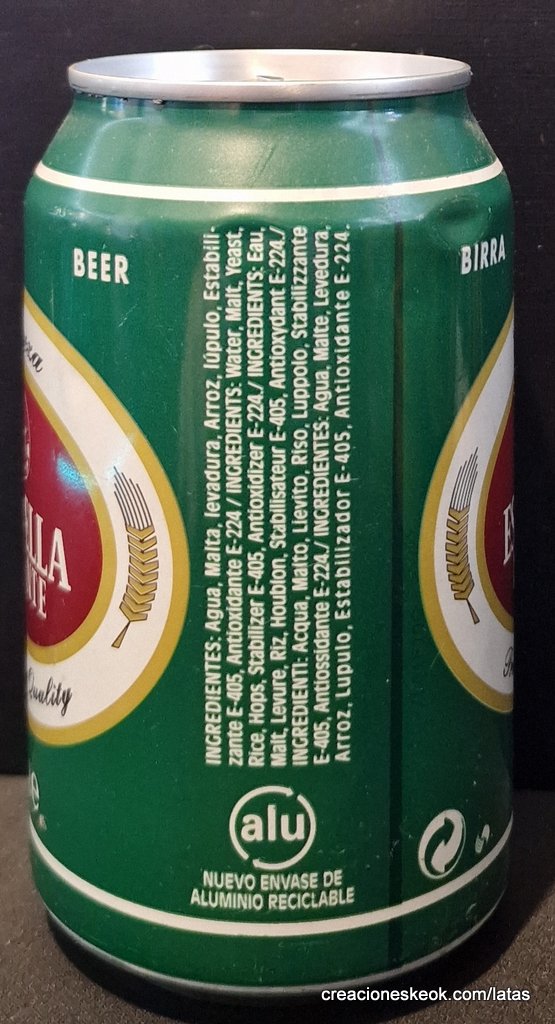 BEER
BIRRA
INGREDIENTES: Agua, Malta, levadura, Arroz, lúpulo, Estabili-
zante E-405, Antioxidante E-224 / INGREDIENTS: Water, Malt, Yeast,
Rice, Hops. Stabilizer E-405, Antioxidizer E-224./ INGREDIENTS: Eau,
Malt, Levure, Riz, Houblon, Stabilisateur E-405, Antioxydant E-224./
INGREDIENTI: Acqua, Malto, Lievito, Riso, Luppolo, Stabilizzante
E-405, Antiossidante E-224./ INGREDIENTES: Agua, Malte, Levedura,
Arroz, Lupulo, Estabilizador E-405, Antioxidante E-224.
Quality
alu
NUEVO ENVASE DE
ALUMINIO RECICLABLE
creacioneskeok.com/latas